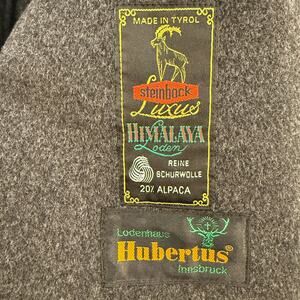 MADE IN TYROL
steinbock
Luxus
HIMALAYA
Loden
REINE
SCHURWOLLE
20% ALPACA
Lodenhaus
Hubertus®
Innsbruck